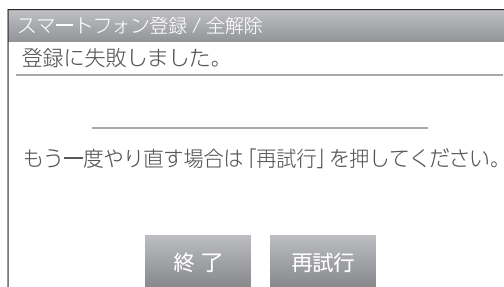 スマートフォン登録 / 全解除
登録に失敗しました。
もう一度やり直す場合は「再試行」を押してください。
終 了
再試行